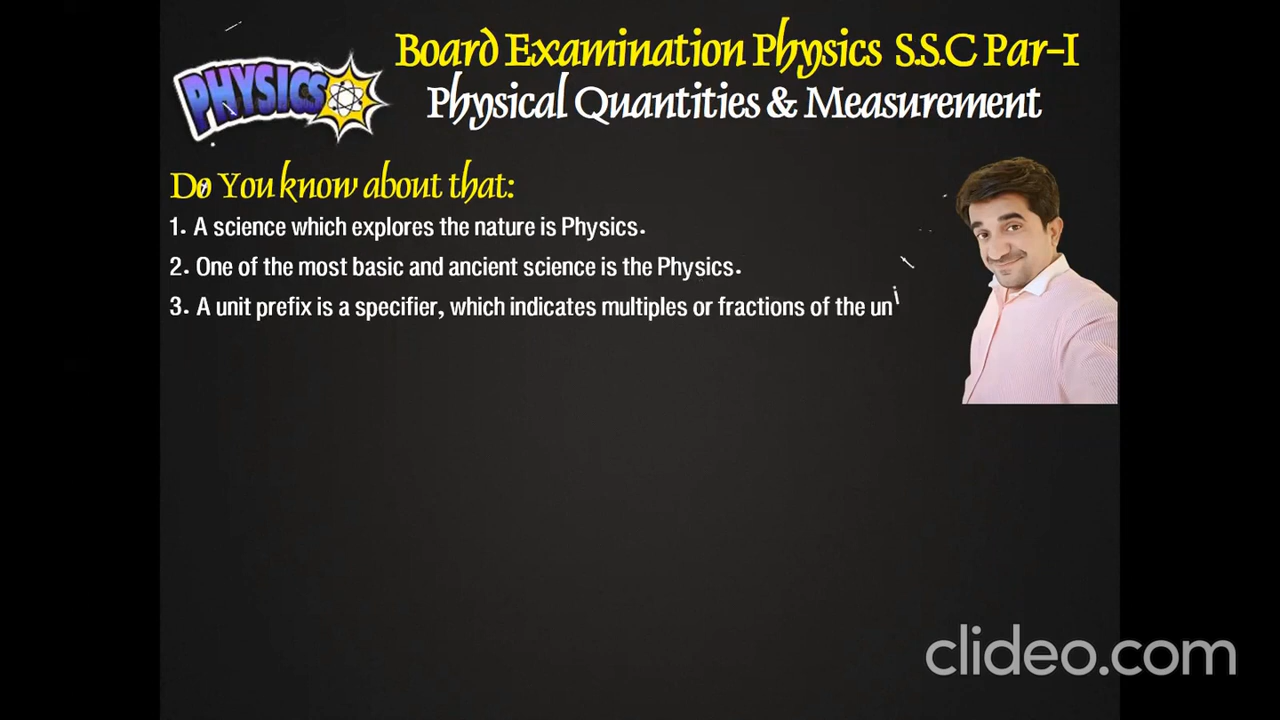 PHYSICS
Board Examination Physics S.S.C Par-I
Physical Quantities & Measurement
Do You know about that:
1. A science which explores the nature is Physics.
2. One of the most basic and ancient science is the Physics.
3. A unit prefix is a specifier, which indicates multiples or fractions of the unit
clideo.com